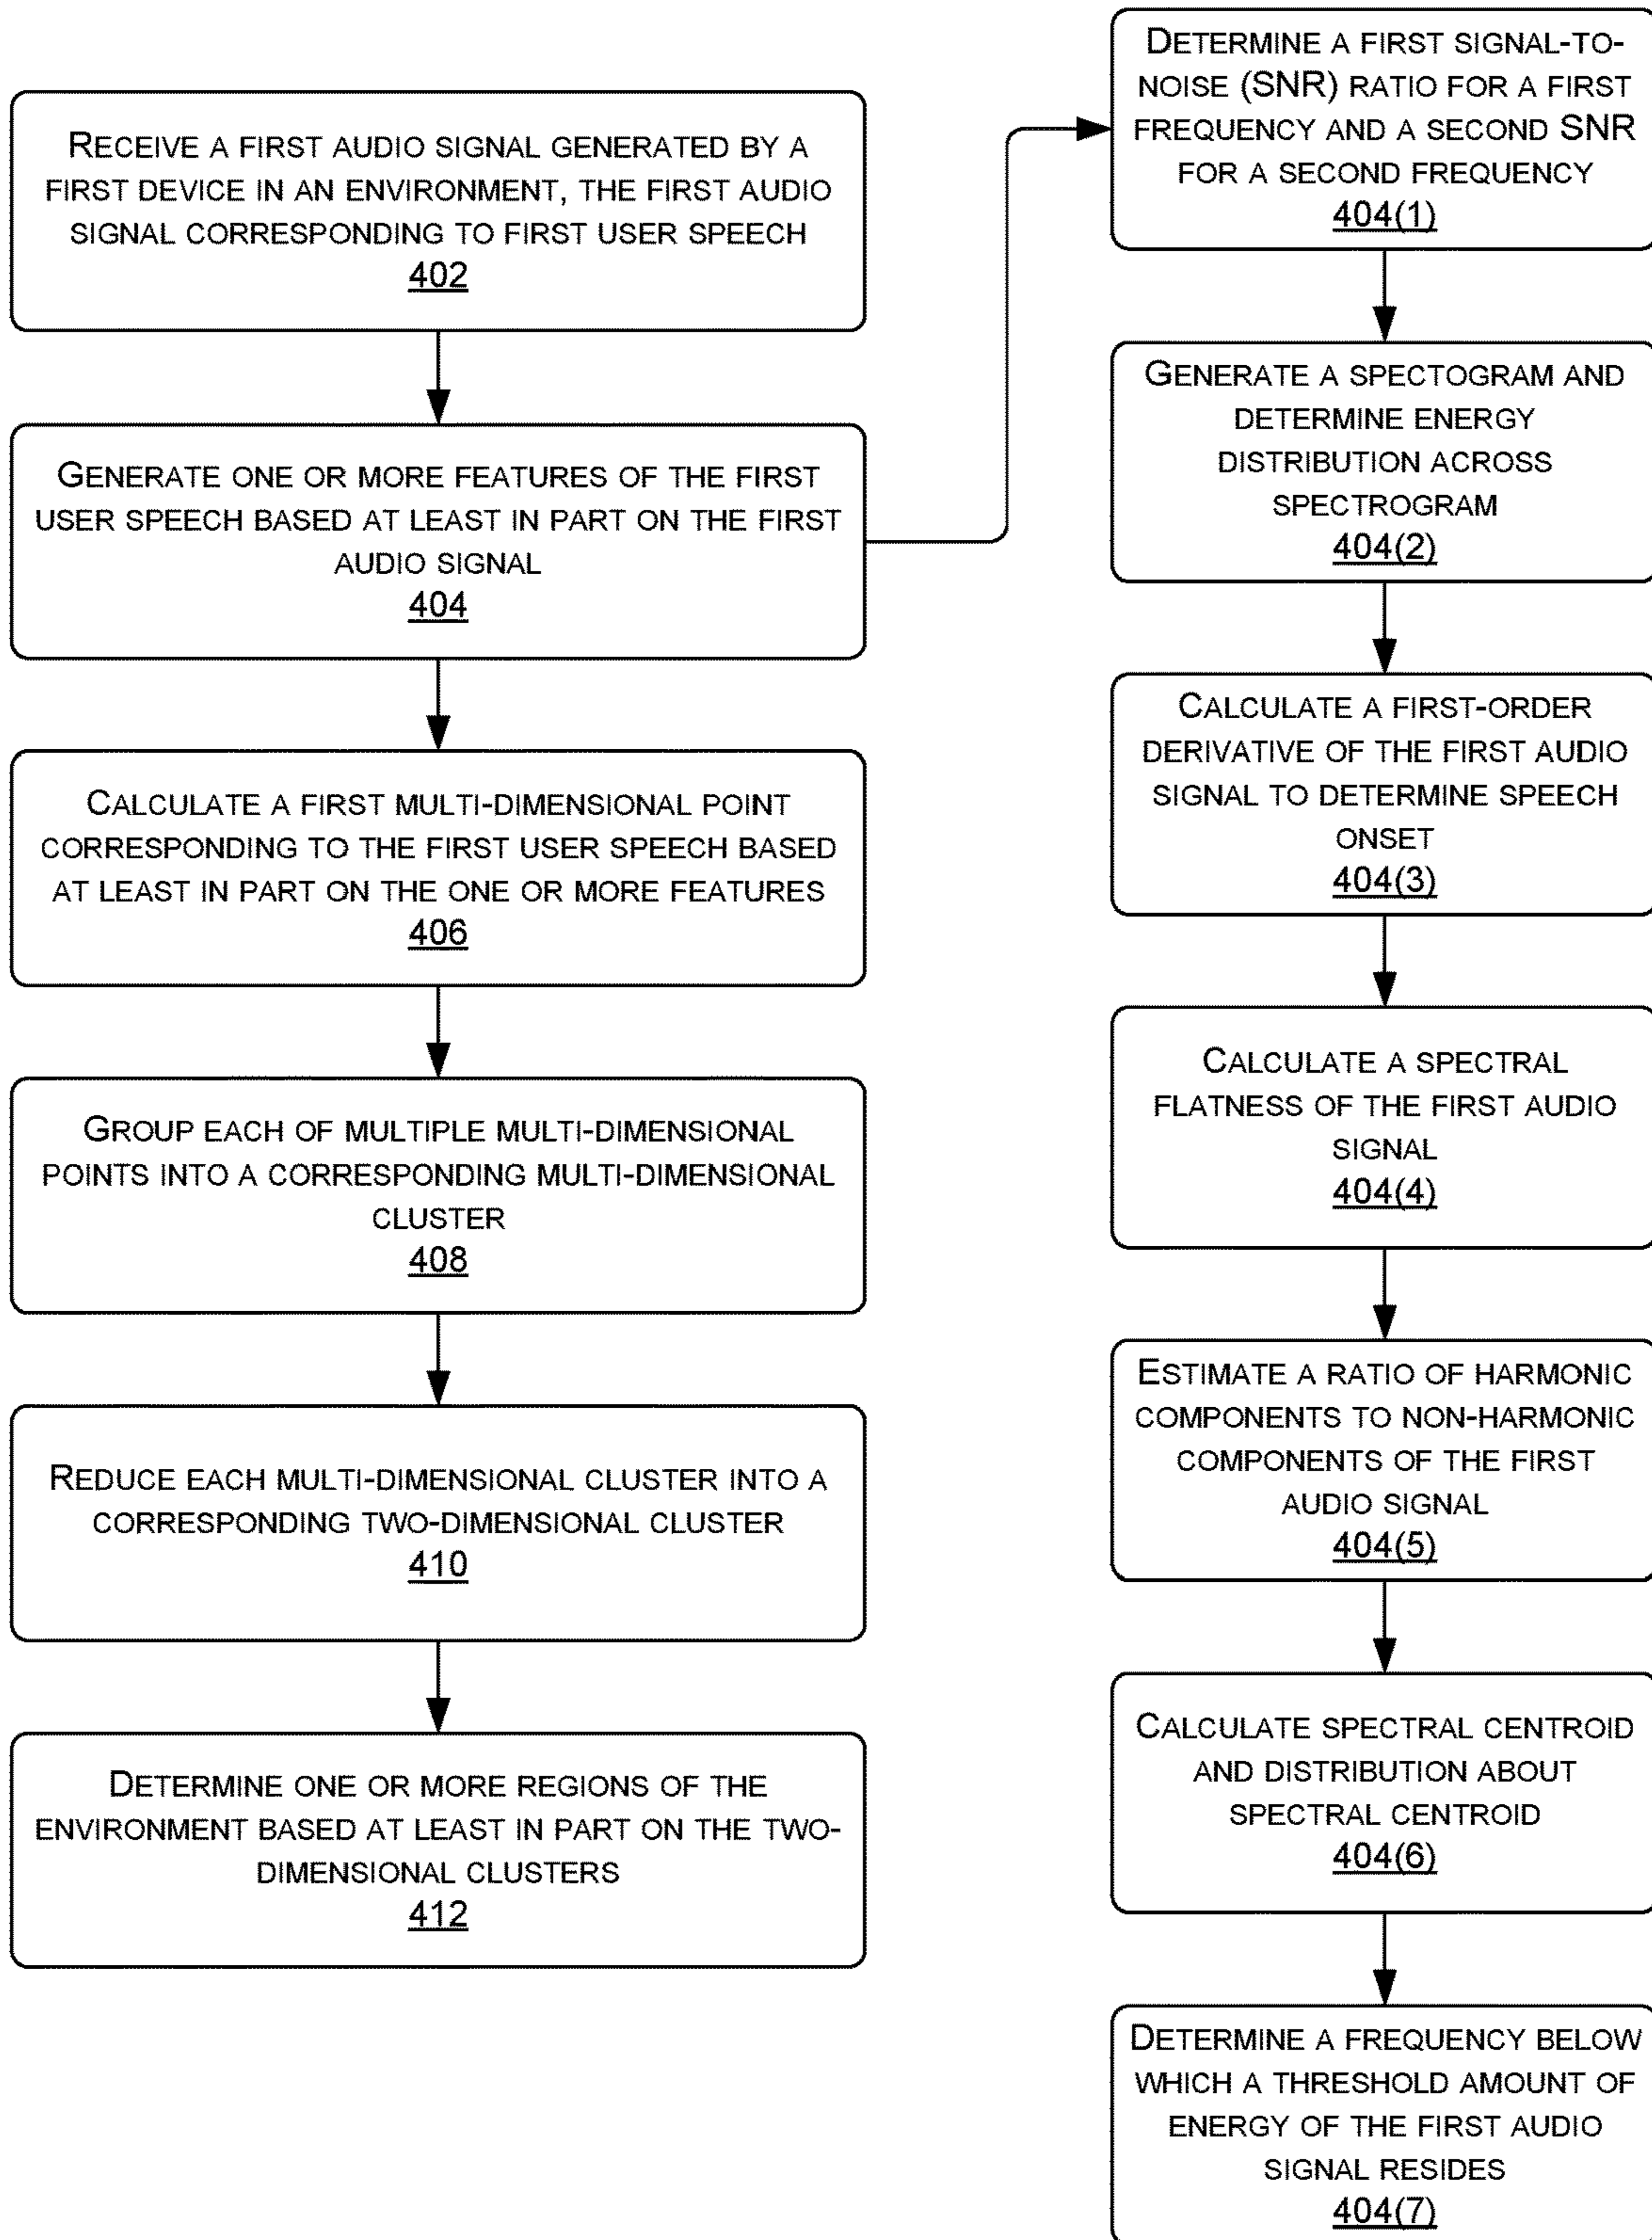 RECEIVE A FIRST AUDIO SIGNAL GENERATED BY A
FIRST DEVICE IN AN ENVIRONMENT, THE FIRST AUDIO
SIGNAL CORRESPONDING TO FIRST USER SPEECH
402
GENERATE ONE OR MORE FEATURES OF THE FIRST
USER SPEECH BASED AT LEAST IN PART ON THE FIRST
AUDIO SIGNAL
404
CALCULATE A FIRST MULTI-DIMENSIONAL POINT
CORRESPONDING TO THE FIRST USER SPEECH BASED
AT LEAST IN PART ON THE ONE OR MORE FEATURES
406
GROUP EACH OF MULTIPLE MULTI-DIMENSIONAL
POINTS INTO A CORRESPONDING MULTI-DIMENSIONAL
CLUSTER
408
REDUCE EACH MULTI-DIMENSIONAL CLUSTER INTO A
CORRESPONDING TWO-DIMENSIONAL CLUSTER
410
DETERMINE ONE OR MORE REGIONS OF THE
ENVIRONMENT BASED AT LEAST IN PART ON THE TWO-
DIMENSIONAL CLUSTERS
412
DETERMINE A FIRST SIGNAL-TO-
NOISE (SNR) RATIO FOR A FIRST
FREQUENCY AND A SECOND SNR
FOR A SECOND FREQUENCY
404(1)
GENERATE A SPECTOGRAM AND
DETERMINE ENERGY
DISTRIBUTION ACROSS
SPECTROGRAM
404(2)
CALCULATE A FIRST-ORDER
DERIVATIVE OF THE FIRST AUDIO
SIGNAL TO DETERMINE SPEECH
ONSET
404(3)
CALCULATE A SPECTRAL
FLATNESS OF THE FIRST AUDIO
SIGNAL
404(4)
ESTIMATE A RATIO OF HARMONIC
COMPONENTS TO NON-HARMONIC
COMPONENTS OF THE FIRST
AUDIO SIGNAL
404(5)
CALCULATE SPECTRAL CENTROID
AND DISTRIBUTION ABOUT
SPECTRAL CENTROID
404(6)
DETERMINE A FREQUENCY BELOW
WHICH A THRESHOLD AMOUNT OF
ENERGY OF THE FIRST AUDIO
SIGNAL RESIDES
404(7)